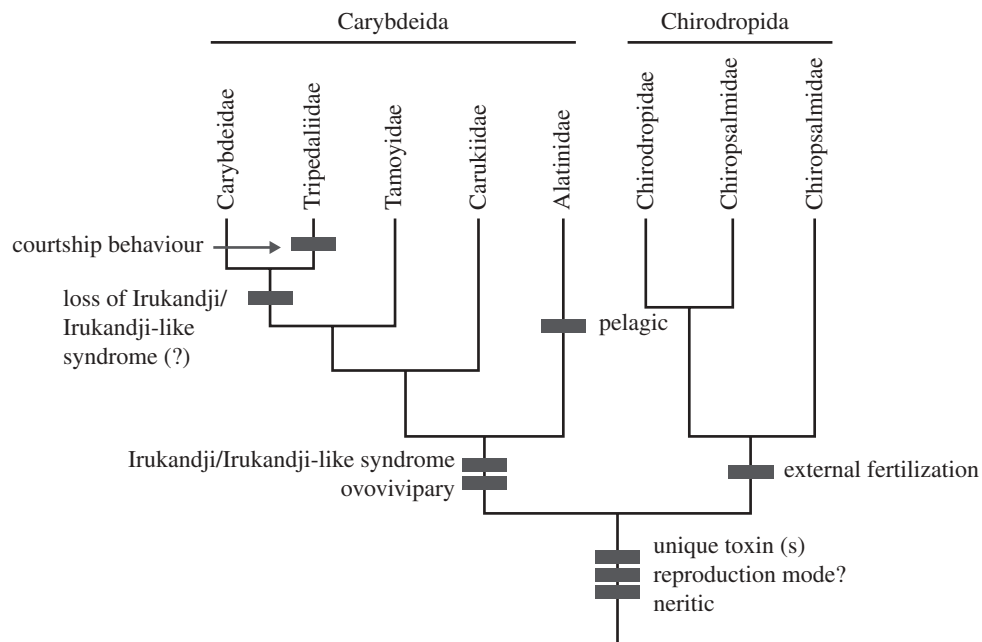 Carybdeida
Chirodropida
Carybdeidae
Tripedaliidae
Tamoyidae
Carukiidae
Alatinidae
Chirodropidae
Chiropsalmidae
Chiropsalmidae
courtship behaviour
loss of Irukandji/
Irukandji-like
syndrome (?)
pelagic
Irukandji/Irukandji-like syndrome
ovovivipary
external fertilization
unique toxin (s)
reproduction mode?
neritic